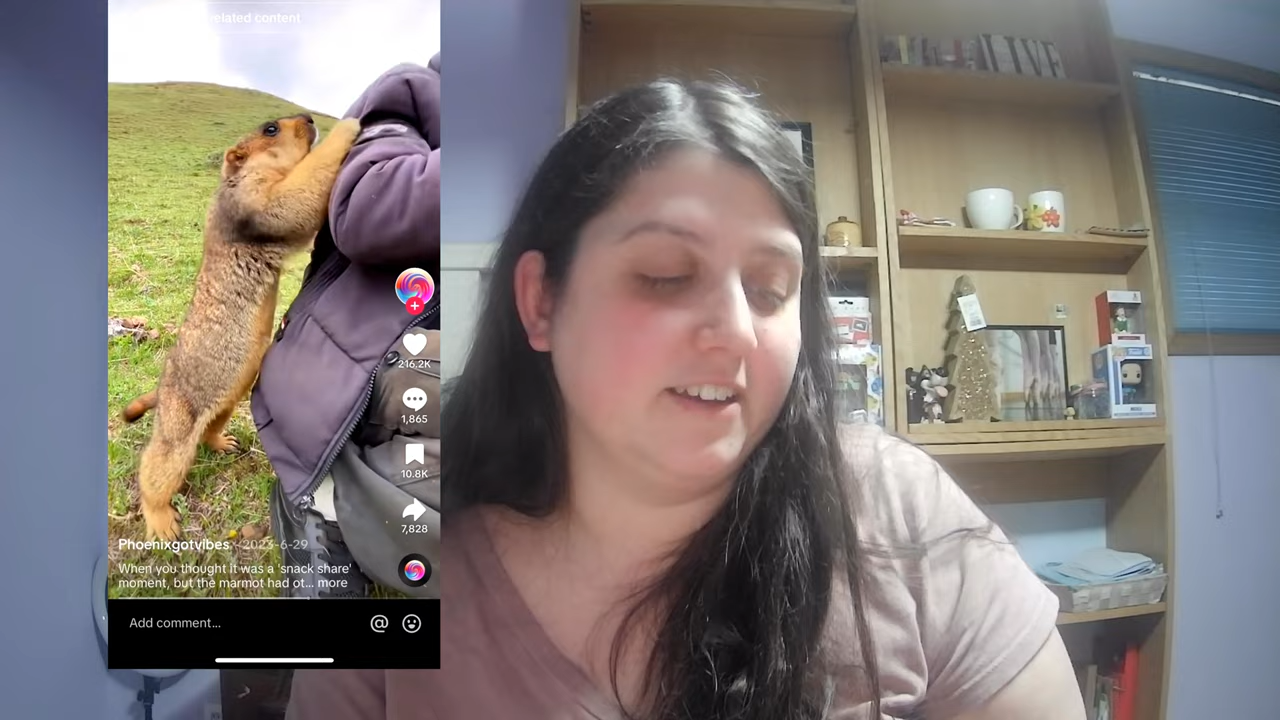 related content
216.2K
1,865
10.8K
7,828
Phoenixgotvibes · 2023-6-29
When you thought it was a 'snack share'
moment, but the marmot had ot... more
Add comment...
@